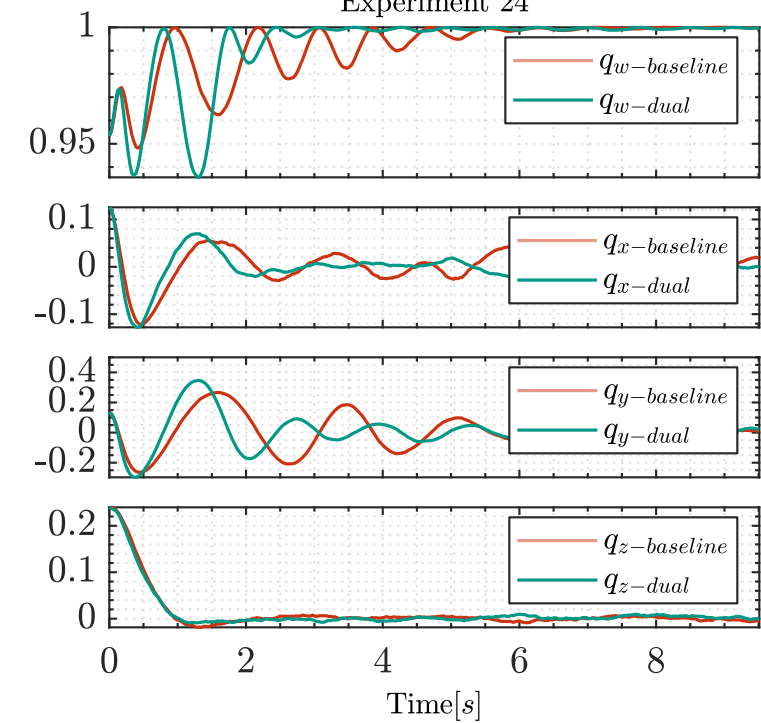 Experiment 24
1
0.95
q_{w-baseline}
q_{w-dual}
0.1
0
-0.1
q_{x-baseline}
q_{x-dual}
0.4
0.2
0
-0.2
q_{y-baseline}
q_{y-dual}
0.2
0.1
0
q_{z-baseline}
q_{z-dual}
0 2 4 6 8
Time[s]